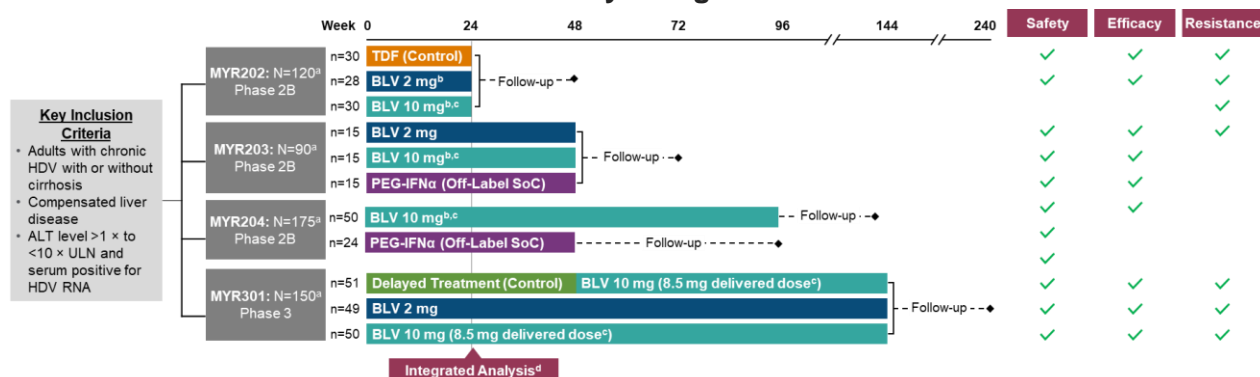 Week 0 24 48 72 96 144 240 Safety Efficacy Resistance
Key Inclusion
Criteria
• Adults with chronic
HDV with or without
cirrhosis
• Compensated liver
disease
• ALT level >1 × to
<10 × ULN and
serum positive for
HDV RNA
MYR202: N=120ᵃ
Phase 2B
n=30 TDF (Control)
n=28 BLV 2 mgᵇ
n=30 BLV 10 mgᵇ,ᶜ
Follow-up
MYR203: N=90ᵃ
Phase 2B
n=15 BLV 2 mg
n=15 BLV 10 mgᵇ,ᶜ
n=15 PEG-IFNα (Off-Label SoC)
Follow-up
MYR204: N=175ᵃ
Phase 2B
n=50 BLV 10 mgᵇ,ᶜ Follow-up
n=24 PEG-IFNα (Off-Label SoC) Follow-up
MYR301: N=150ᵃ
Phase 3
n=51 Delayed Treatment (Control) BLV 10 mg (8.5 mg delivered doseᶜ)
n=49 BLV 2 mg
n=50 BLV 10 mg (8.5 mg delivered doseᶜ)
Follow-up
Integrated Analysisᵈ